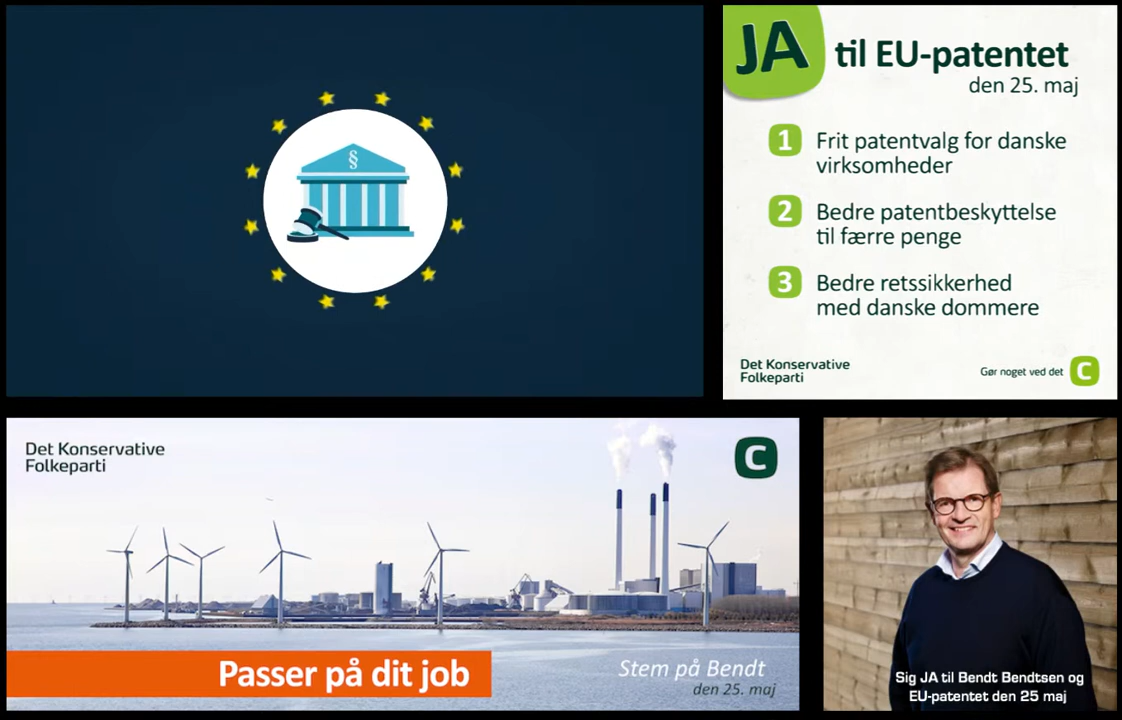 §
JA til EU-patentet
den 25. maj
1 Frit patentvalg for danske
virksomheder
2 Bedre patentbeskyttelse
til færre penge
3 Bedre retssikkerhed
med danske dommere
Det Konservative
Folkeparti
Gør noget ved det C
Det Konservative
Folkeparti
C
Passer på dit job
Stem på Bendt
den 25. maj
Sig JA til Bendt Bendtsen og
EU-patentet den 25 maj